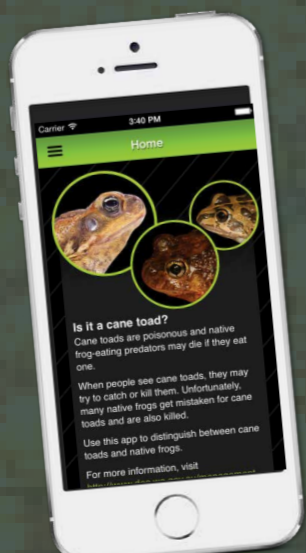 Carrier 3:40 PM
Home
Is it a cane toad?
Cane toads are poisonous and native
frog-eating predators may die if they eat
one.
When people see cane toads, they may
try to catch or kill them. Unfortunately,
many native frogs get mistaken for cane
toads and are also killed.
Use this app to distinguish between cane
toads and native frogs.
For more information, visit